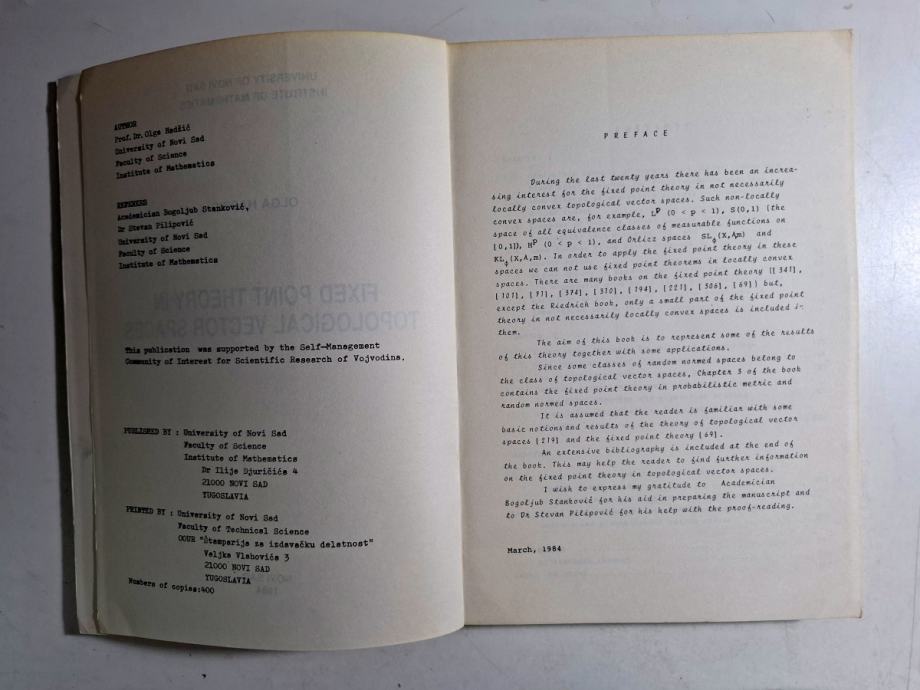 AUTHOR
Prof.Dr.Olga Hadžić
University of Novi Sad
Faculty of Science
Institute of Mathematics
REFEREES
Academician Bogoljub Stanković,
Dr Stevan Pilipović
University of Novi Sad
Faculty of Science
Institute of Mathematics
This publication was supported by the Self-Management
Community of Interest for Scientific Research of Vojvodina.
PUBLISHED BY : University of Novi Sad
Faculty of Science
Institute of Mathematics
Dr Ilije Djuričića 4
21000 NOVI SAD
YUGOSLAVIA
PRINTED BY : University of Novi Sad
Faculty of Technical Science
OOUR "Štamparija za izdavačku delatnost"
Veljka Vlahovića 3
21000 NOVI SAD
YUGOSLAVIA
Numbers of copies:400
PREFACE
During the last twenty years there has been an increa-
sing interest for the fixed point theory in not necessarily
locally convex topological vector spaces. Such non-locally
convex spaces are, for example, Lᵖ (0 < p < 1), S(0,1) (the
space of all equivalence classes of measurable functions on
[0,1]), Hᵖ (0 < p < 1), and Orlicz spaces SLϕ(X,A,m) and
KLϕ(X,A,m). In order to apply the fixed point theory in these
spaces we can not use fixed point theorems in locally convex
spaces. There are many books on the fixed point theory ([341],
[101], [71], [374], [310], [194], [221], [306], [69]) but,
except the Riedrich book, only a small part of the fixed point
theory in not necessarily locally convex spaces is included i-
them.
The aim of this book is to represent some of the results
of this theory together with some applications.
Since some classes of random normed spaces belong to
the class of topological vector spaces, Chapter 3 of the book
contains the fixed point theory in probabilistic metric and
random normed spaces.
It is assumed that the reader is familiar with some
basic notions and results of the theory of topological vector
spaces [219] and the fixed point theory [69].
An extensive bibliography is included at the end of
the book. This may help the reader to find further information
on the fixed point theory in topological vector spaces.
I wish to express my gratitude to Academician
Bogoljub Stanković for his aid in preparing the manuscript and
to Dr Stevan Pilipović for his help with the proof-reading.
March, 1984